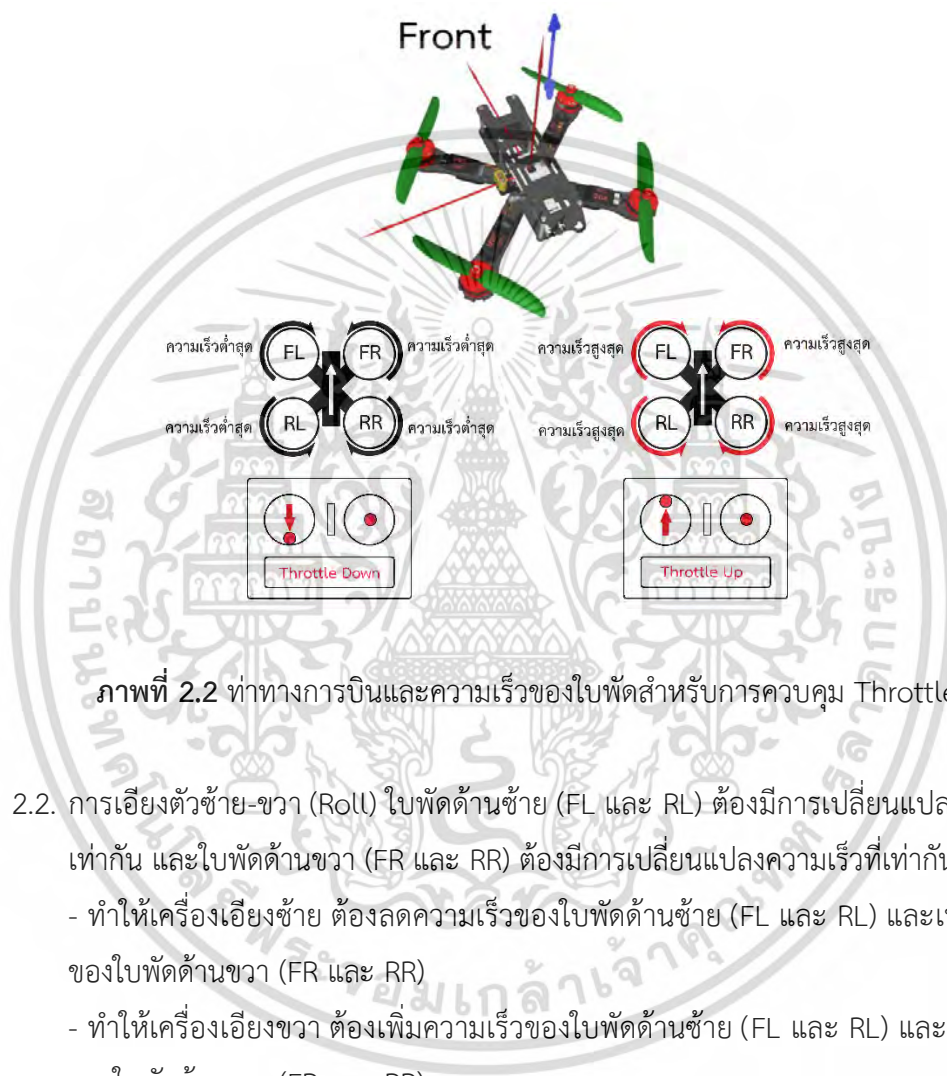 Front
ความเร็วต่ำสุด FL FR ความเร็วต่ำสุด ความเร็วสูงสุด FL FR ความเร็วสูงสุด
ความเร็วต่ำสุด RL RR ความเร็วต่ำสุด ความเร็วสูงสุด RL RR ความเร็วสูงสุด
Throttle Down Throttle Up
ภาพที่ 2.2 ท่าทางการบินและความเร็วของใบพัดสำหรับการควบคุม Throttle
2.2. การเอียงตัวซ้าย-ขวา (Roll) ใบพัดด้านซ้าย (FL และ RL) ต้องมีการเปลี่ยนแปล
เท่ากัน และใบพัดด้านขวา (FR และ RR) ต้องมีการเปลี่ยนแปลงความเร็วที่เท่ากัน
- ทำให้เครื่องเอียงซ้าย ต้องลดความเร็วของใบพัดด้านซ้าย (FL และ RL) และเ
ของใบพัดด้านขวา (FR และ RR)
- ทำให้เครื่องเอียงขวา ต้องเพิ่มความเร็วของใบพัดด้านซ้าย (FL และ RL) และ